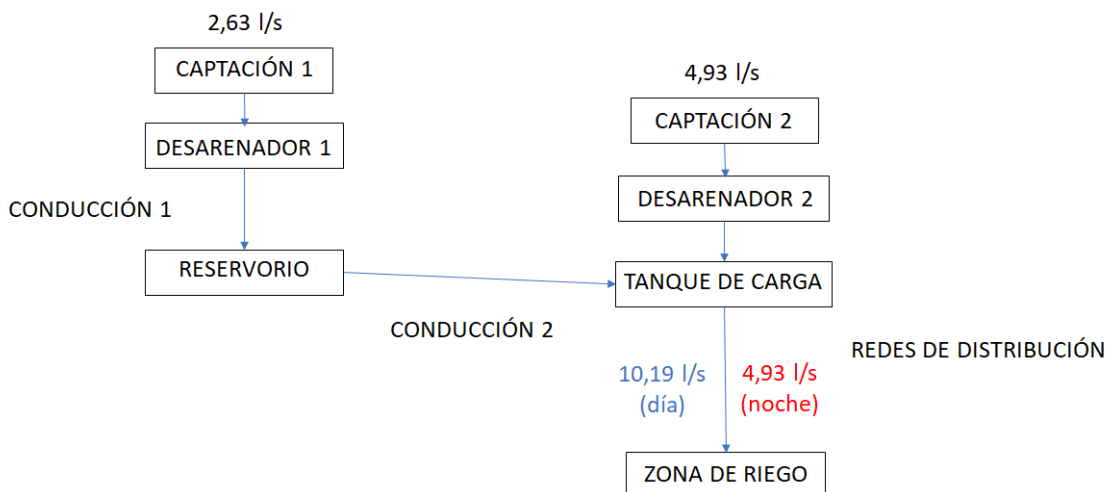 2,63 l/s
CAPTACIÓN 1
DESARENADOR 1
CONDUCCIÓN 1
RESERVORIO
CONDUCCIÓN 2
4,93 l/s
CAPTACIÓN 2
DESARENADOR 2
TANQUE DE CARGA
REDES DE DISTRIBUCIÓN
10,19 l/s
(día)
4,93 l/s
(noche)
ZONA DE RIEGO